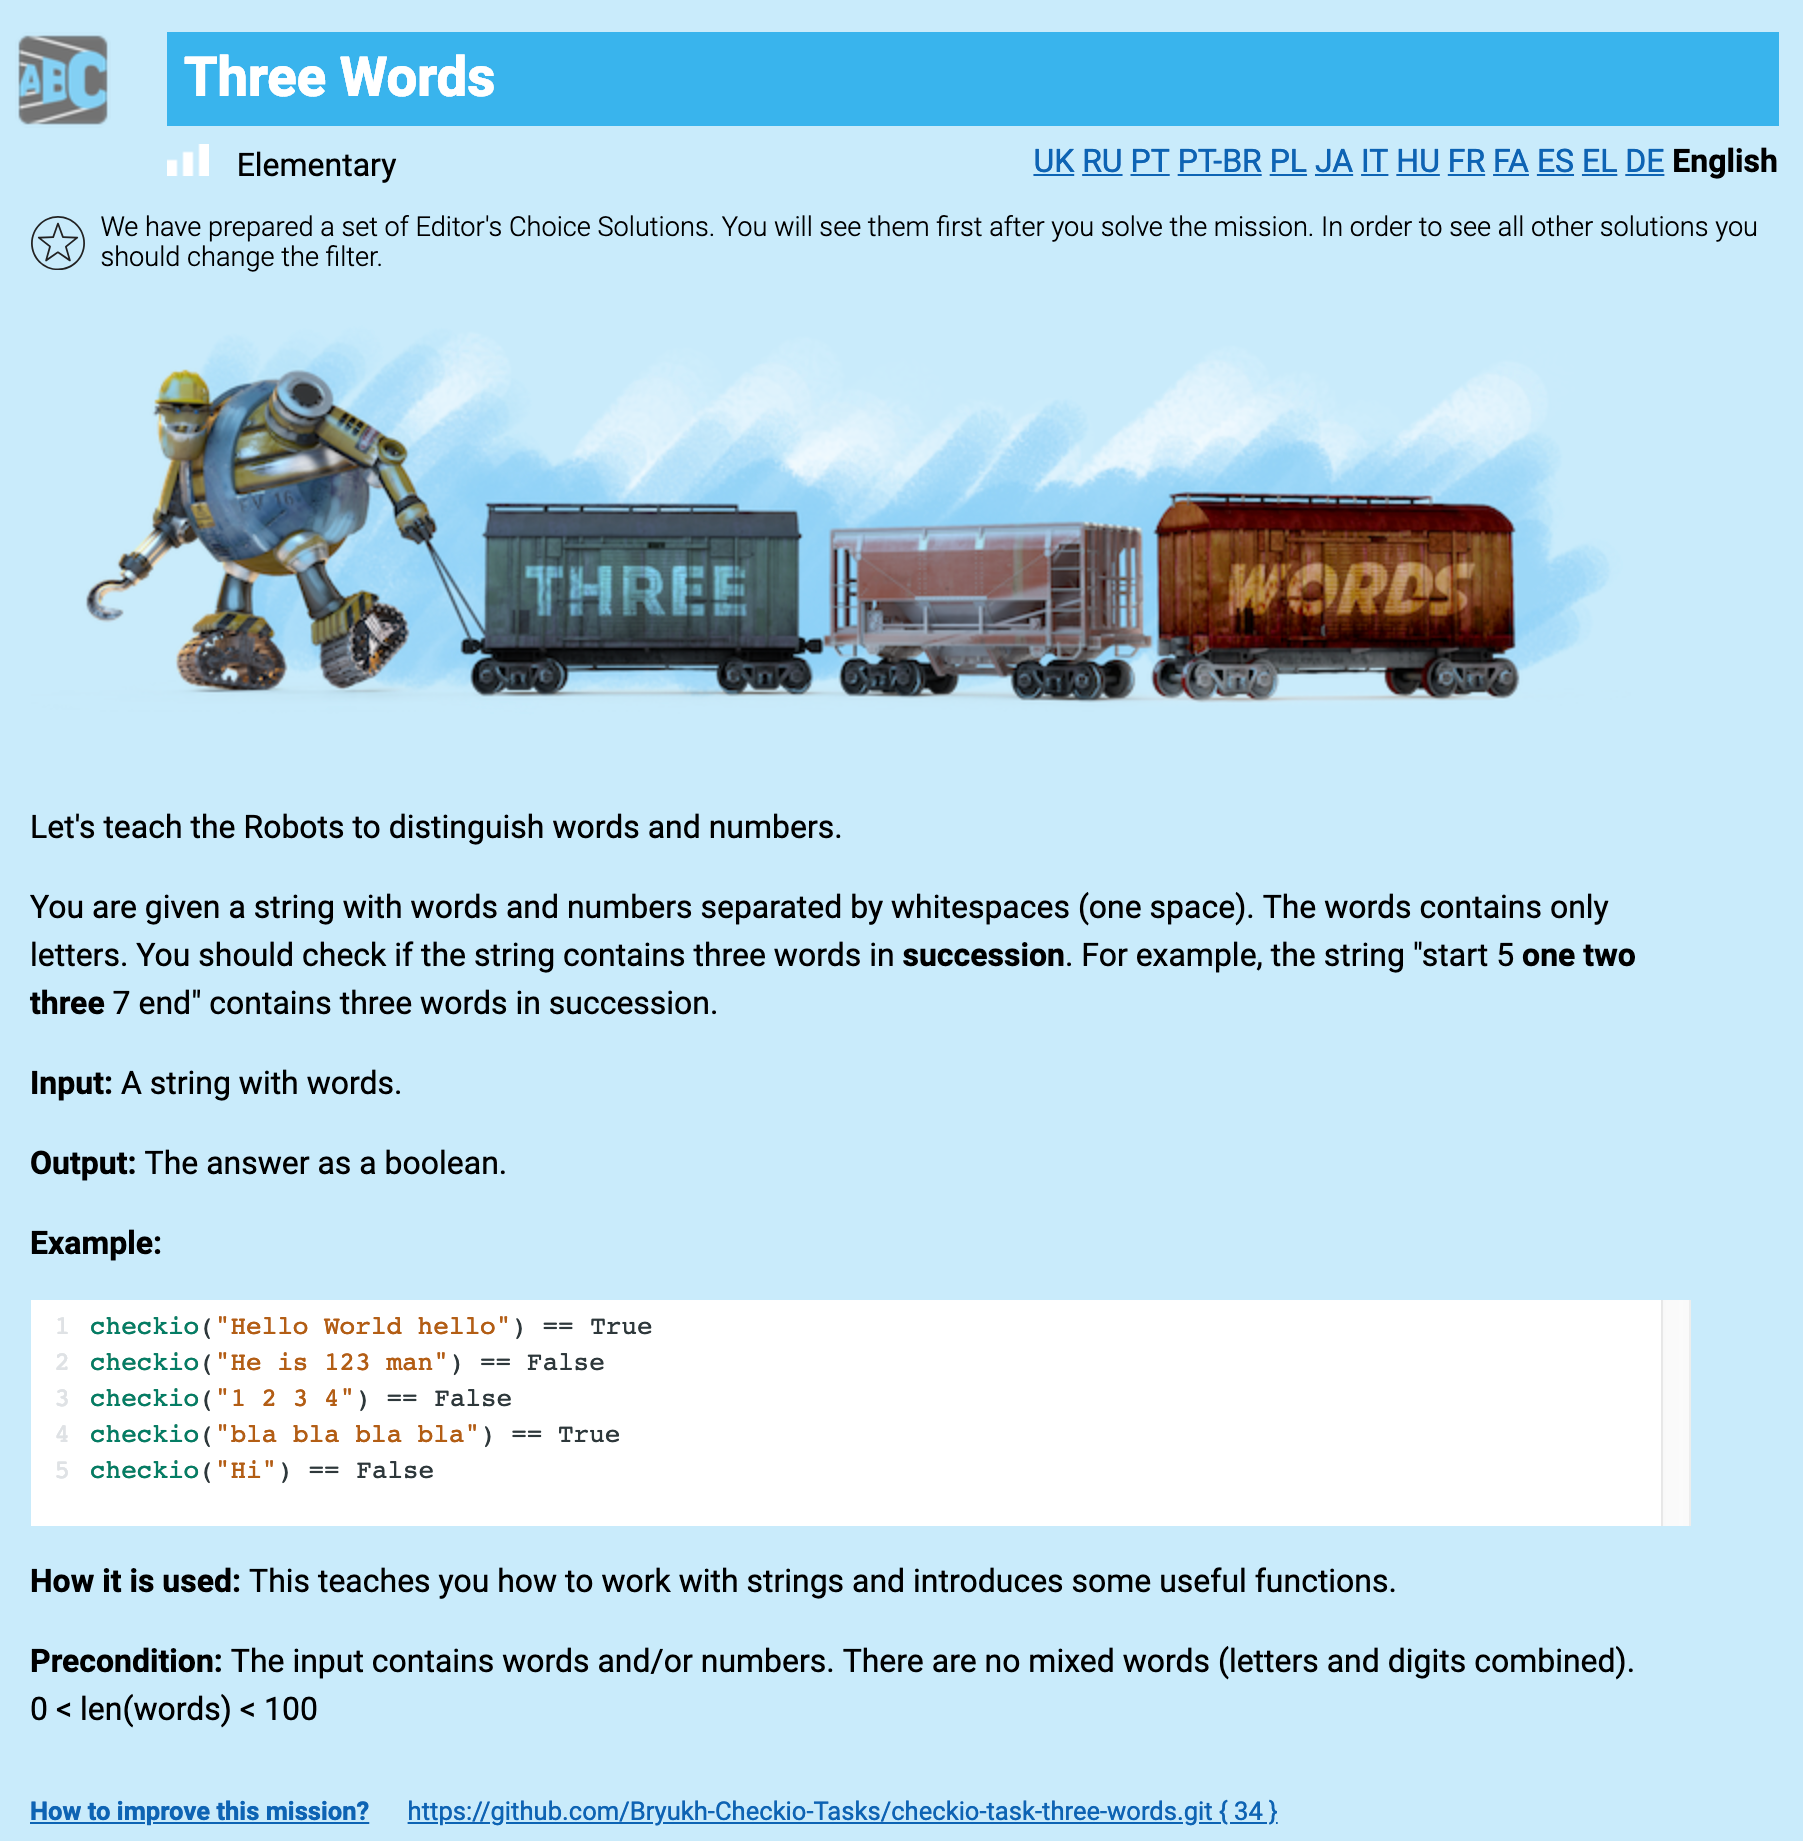 ABC
Three Words
Elementary
UK RU PT PT-BR PL JA IT HU FR FA ES EL DE English
We have prepared a set of Editor's Choice Solutions. You will see them first after you solve the mission. In order to see all other solutions you
should change the filter.
V 16
THREE
WORDS
Let's teach the Robots to distinguish words and numbers.
You are given a string with words and numbers separated by whitespaces (one space). The words contains only
letters. You should check if the string contains three words in succession. For example, the string "start 5 one two
three 7 end" contains three words in succession.
Input: A string with words.
Output: The answer as a boolean.
Example:
1 checkio("Hello World hello") == True
2 checkio("He is 123 man") == False
3 checkio("1 2 3 4") == False
4 checkio("bla bla bla bla") == True
5 checkio("Hi") == False
How it is used: This teaches you how to work with strings and introduces some useful functions.
Precondition: The input contains words and/or numbers. There are no mixed words (letters and digits combined).
0 < len(words) < 100
How to improve this mission? https://github.com/Bryukh-Checkio-Tasks/checkio-task-three-words.git { 34 }